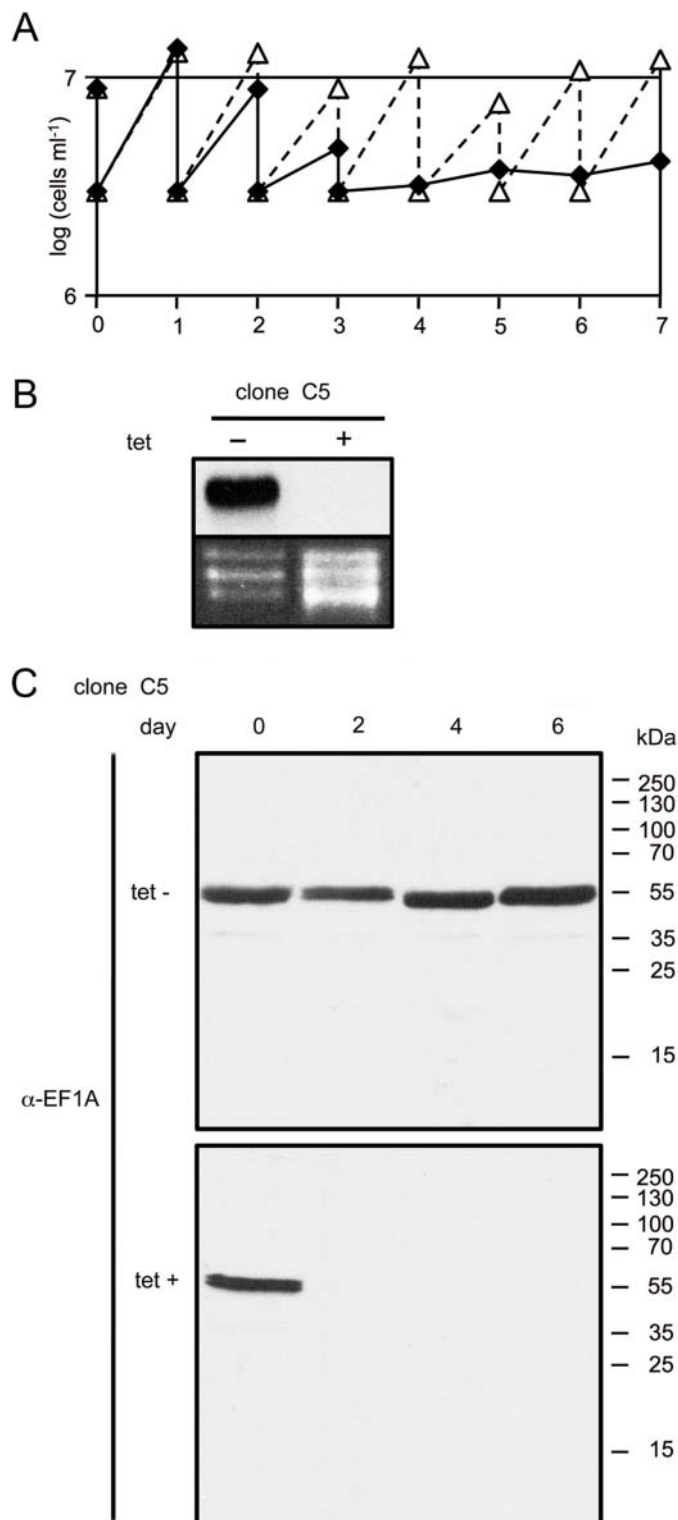 A
log (cells ml-1)
7
6
0 1 2 3 4 5 6 7
B
clone C5
tet – +
C
clone C5
day 0 2 4 6
kDa
α-EF1A
tet -
250
130
100
70
55
35
25
15
tet +
250
130
100
70
55
35
25
15